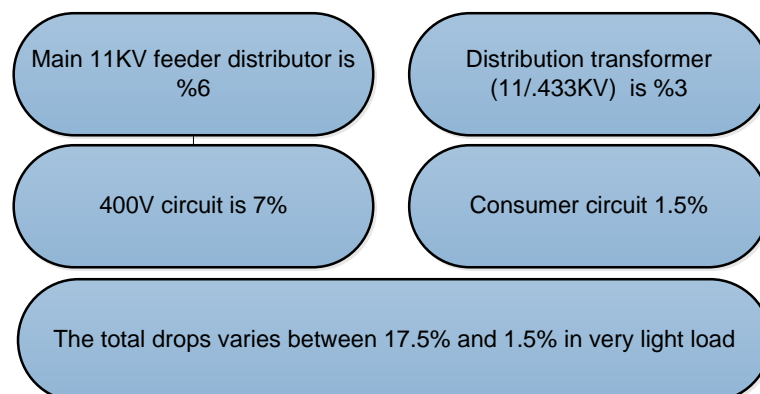 Main 11KV feeder distributor is
%6
Distribution transformer
(11/.433KV) is %3
400V circuit is 7%
Consumer circuit 1.5%
The total drops varies between 17.5% and 1.5% in very light load